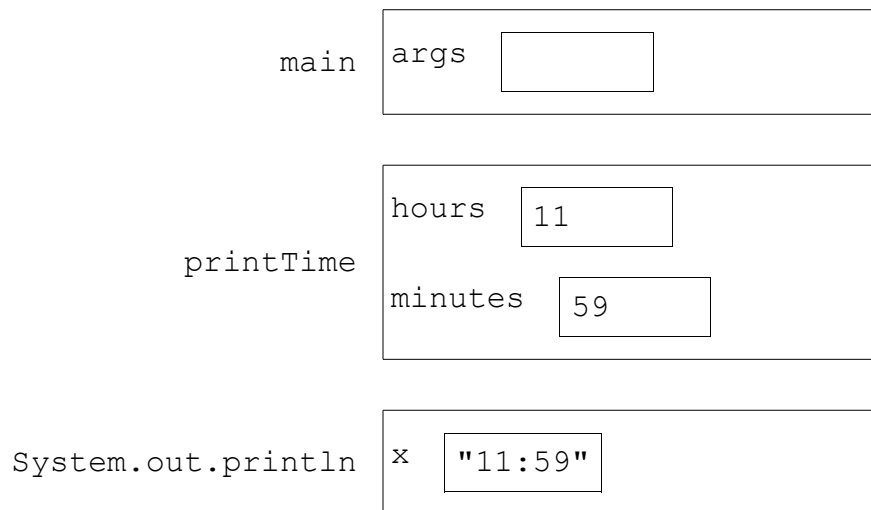 main args
printTime hours 11
minutes 59
System.out.println x "11:59"